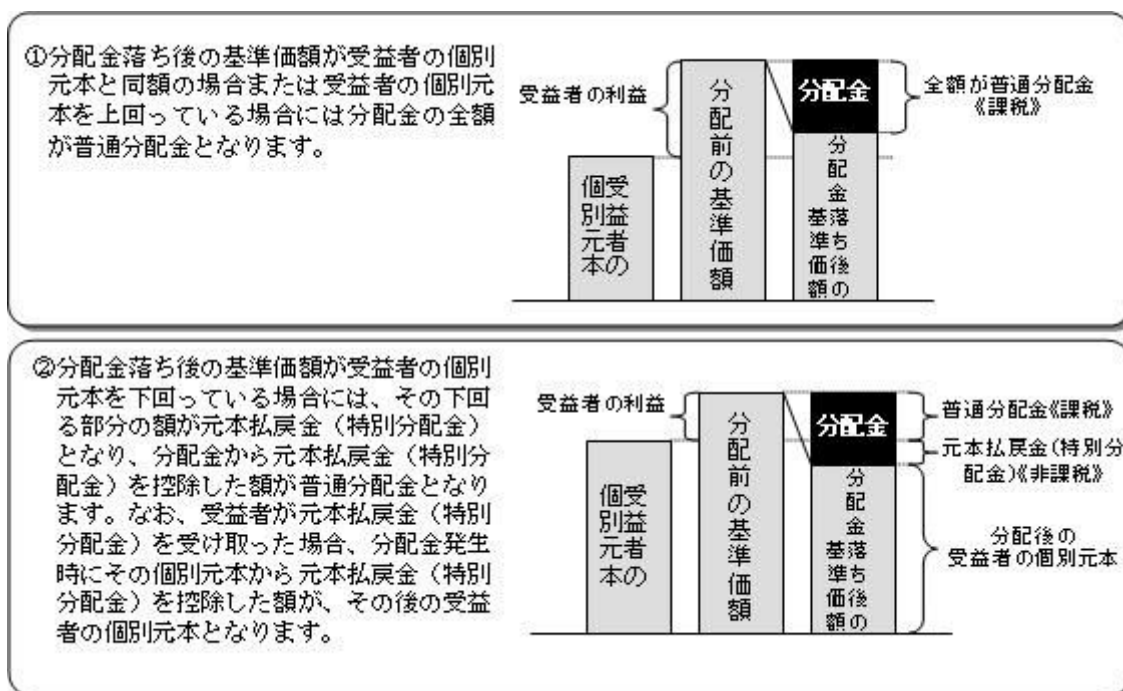 ①分配金落ち後の基準価額が受益者の個別
元本と同額の場合または受益者の個別元
本を上回っている場合には分配金の全額
が普通分配金となります。
受益者の利益
受益者の
個別元本
分配前の基準価額
分配金
分配金落ち後の
基準価額
全額が普通分配金
《課税》
②分配金落ち後の基準価額が受益者の個別
元本を下回っている場合には、その下回
る部分の額が元本払戻金（特別分配金）
となり、分配金から元本払戻金（特別分
配金）を控除した額が普通分配金となり
ます。なお、受益者が元本払戻金（特別
分配金）を受け取った場合、分配金発生
時にその個別元本から元本払戻金（特別
分配金）を控除した額が、その後の受益
者の個別元本となります。
受益者の利益
受益者の
個別元本
分配前の基準価額
分配金
分配金落ち後の
基準価額
普通分配金《課税》
元本払戻金(特別分
配金)《非課税》
分配後の
受益者の個別元本